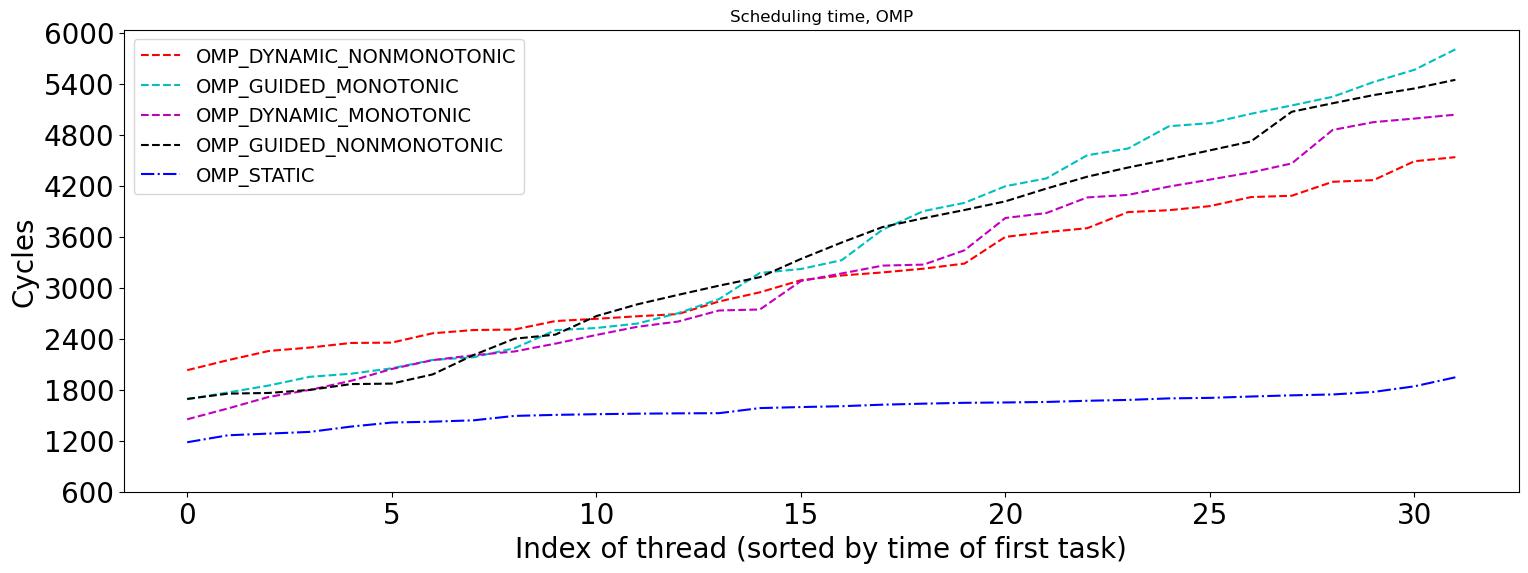 Scheduling time, OMP
6000
5400
4800
4200
3600
3000
2400
1800
1200
600
Cycles
OMP_DYNAMIC_NONMONOTONIC
OMP_GUIDED_MONOTONIC
OMP_DYNAMIC_MONOTONIC
OMP_GUIDED_NONMONOTONIC
OMP_STATIC
0 5 10 15 20 25 30
Index of thread (sorted by time of first task)